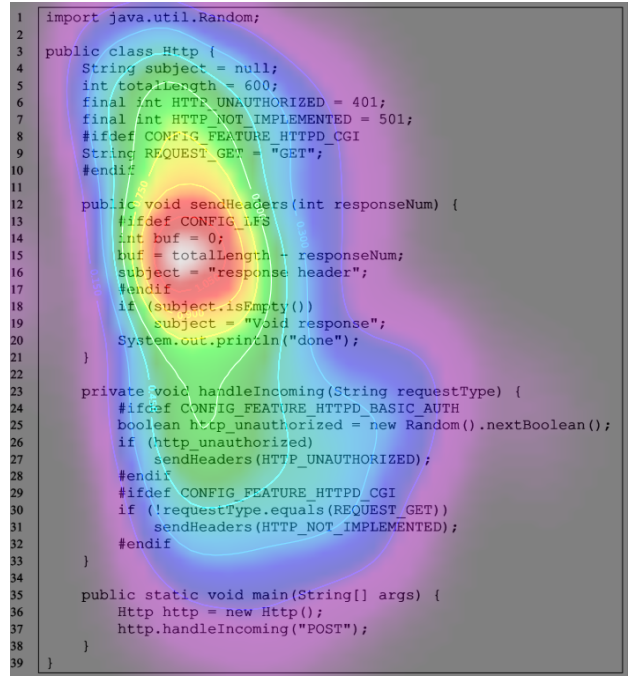 1 import java.util.Random;
2
3 public class Http {
4     String subject = null;
5     int totalLength = 600;
6     final int HTTP_UNAUTHORIZED = 401;
7     final int HTTP_NOT_IMPLEMENTED = 501;
8     #ifdef CONFIG_FEATURE_HTTPD_CGI
9     String REQUEST_GET = "GET";
10     #endif
11
12     public void sendHeaders(int responseNum) {
13         #ifdef CONFIG_LFS
14         int buf = 0;
15         buf = totalLength - responseNum;
16         subject = "response header";
17         #endif
18         if (subject.isEmpty())
19             subject = "Void response";
20         System.out.println("done");
21     }
22
23     private void handleIncoming(String requestType) {
24         #ifdef CONFIG_FEATURE_HTTPD_BASIC_AUTH
25         boolean http_unauthorized = new Random().nextBoolean();
26         if (http_unauthorized)
27             sendHeaders(HTTP_UNAUTHORIZED);
28         #endif
29         #ifdef CONFIG_FEATURE_HTTPD_CGI
30         if (!requestType.equals(REQUEST_GET))
31             sendHeaders(HTTP_NOT_IMPLEMENTED);
32         #endif
33     }
34
35     public static void main(String[] args) {
36         Http http = new Http();
37         http.handleIncoming("POST");
38     }
39 }